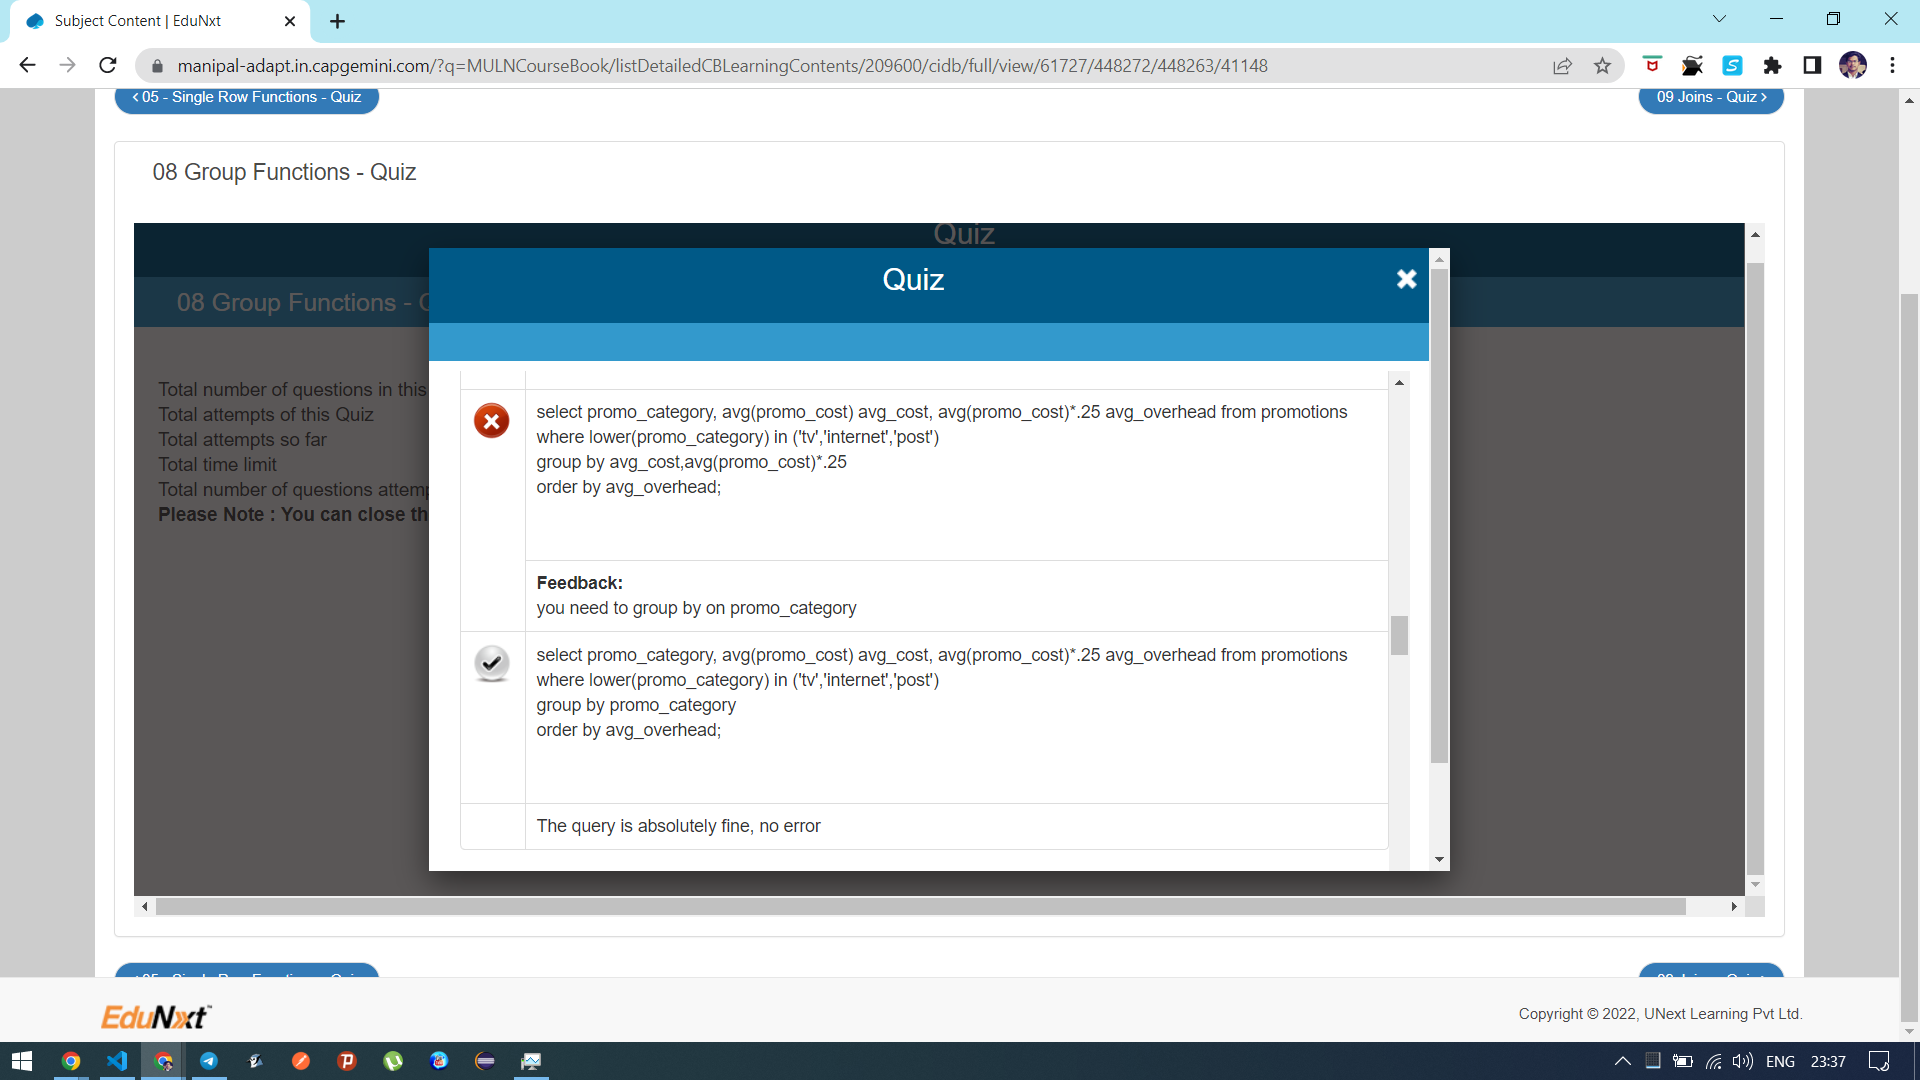 Subject Content | EduNxt
manipal-adapt.in.capgemini.com/?q=MULNCourseBook/listDetailedCBLearningContents/209600/cidb/full/view/61727/448272/448263/41148
‹ 05 - Single Row Functions - Quiz
09 Joins - Quiz ›
08 Group Functions - Quiz
Quiz
Quiz
08 Group Functions - Q
Total number of questions in this
Total attempts of this Quiz
Total attempts so far
Total time limit
Total number of questions attemp
Please Note : You can close th
select promo_category, avg(promo_cost) avg_cost, avg(promo_cost)*.25 avg_overhead from promotions
where lower(promo_category) in ('tv','internet','post')
group by avg_cost,avg(promo_cost)*.25
order by avg_overhead;
Feedback:
you need to group by on promo_category
select promo_category, avg(promo_cost) avg_cost, avg(promo_cost)*.25 avg_overhead from promotions
where lower(promo_category) in ('tv','internet','post')
group by promo_category
order by avg_overhead;
The query is absolutely fine, no error
EduNxt
Copyright © 2022, UNext Learning Pvt Ltd.
ENG
23:37